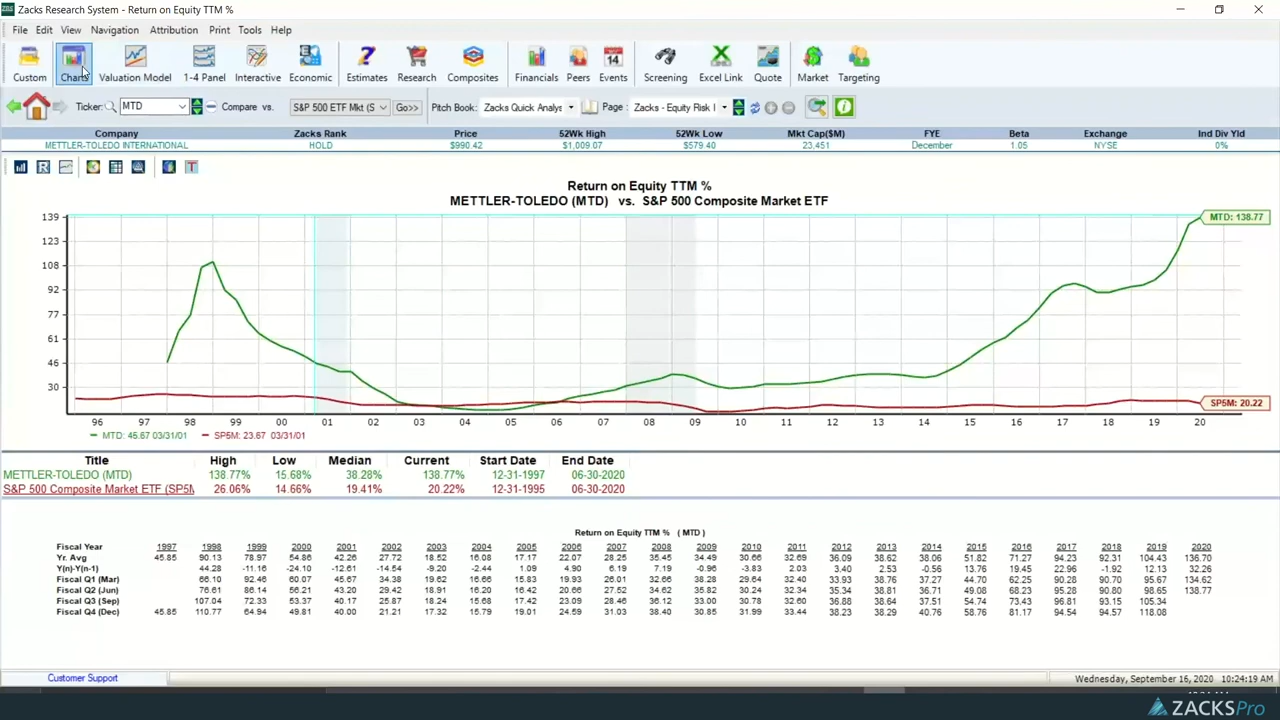 Zacks Research System - Return on Equity TTM %
File Edit View Navigation Attribution Print Tools Help
Custom Charts Valuation Model 1-4 Panel Interactive Economic Estimates Research Composites Financials Peers Events Screening Excel Link Quote Market Targeting
Ticker: MTD Compare vs. S&P 500 ETF Mkt (S Go>> Pitch Book: Zacks Quick Analys Page : Zacks - Equity Risk I
Company Zacks Rank Price 52Wk High 52Wk Low Mkt Cap($M) FYE Beta Exchange Ind Div Yld
METTLER-TOLEDO INTERNATIONAL HOLD $990.42 $1,009.07 $579.40 23,451 December 1.05 NYSE 0%
Return on Equity TTM %
METTLER-TOLEDO (MTD) vs. S&P 500 Composite Market ETF
139
MTD: 138.77
123
108
92
77
61
46
30
SP5M: 20.22
96 97 98 99 00 01 02 03 04 05 06 07 08 09 10 11 12 13 14 15 16 17 18 19 20
MTD: 45.67 03/31/01 SP5M: 23.67 03/31/01
Title High Low Median Current Start Date End Date
METTLER-TOLEDO (MTD) 138.77% 15.68% 38.28% 138.77% 12-31-1997 06-30-2020
S&P 500 Composite Market ETF (SP5M 26.06% 14.66% 19.41% 20.22% 12-31-1995 06-30-2020
Return on Equity TTM % ( MTD )
Fiscal Year 1997 1998 1999 2000 2001 2002 2003 2004 2005 2006 2007 2008 2009 2010 2011 2012 2013 2014 2015 2016 2017 2018 2019 2020
Yr. Avg 45.85 90.13 78.97 54.86 42.26 27.72 18.52 16.08 17.17 22.07 28.25 35.45 34.49 30.66 32.69 36.09 38.62 38.06 51.82 71.27 94.23 92.31 104.43 136.70
Y(n)-Y(n-1) 44.28 -11.16 -24.10 -12.61 -14.54 -9.20 -2.44 1.09 4.90 6.19 7.19 -0.96 -3.83 2.03 3.40 2.53 -0.56 13.76 19.45 22.96 -1.92 12.13 32.26
Fiscal Q1 (Mar) 66.10 92.46 60.07 45.67 34.38 19.62 16.66 15.83 19.93 26.01 32.66 38.28 29.64 32.40 33.93 38.76 37.27 44.70 62.25 90.28 90.70 95.67 134.62
Fiscal Q2 (Jun) 76.61 86.14 56.21 43.20 29.42 18.91 16.20 16.42 20.66 27.52 34.62 35.82 30.24 32.34 35.34 38.81 36.71 49.08 68.23 95.28 90.80 98.65 138.77
Fiscal Q3 (Sep) 107.04 72.33 53.37 40.17 25.87 18.24 15.68 17.42 23.09 28.46 36.12 33.00 30.78 32.60 36.88 38.64 37.51 54.74 73.43 96.81 93.15 105.34
Fiscal Q4 (Dec) 45.85 110.77 64.94 49.81 40.00 21.21 17.32 15.79 19.01 24.59 31.03 38.40 30.85 31.99 33.44 38.23 38.29 40.76 58.76 81.17 94.54 94.57 118.08
Customer Support Wednesday, September 16, 2020 10:24:19 AM
ZACKSPro